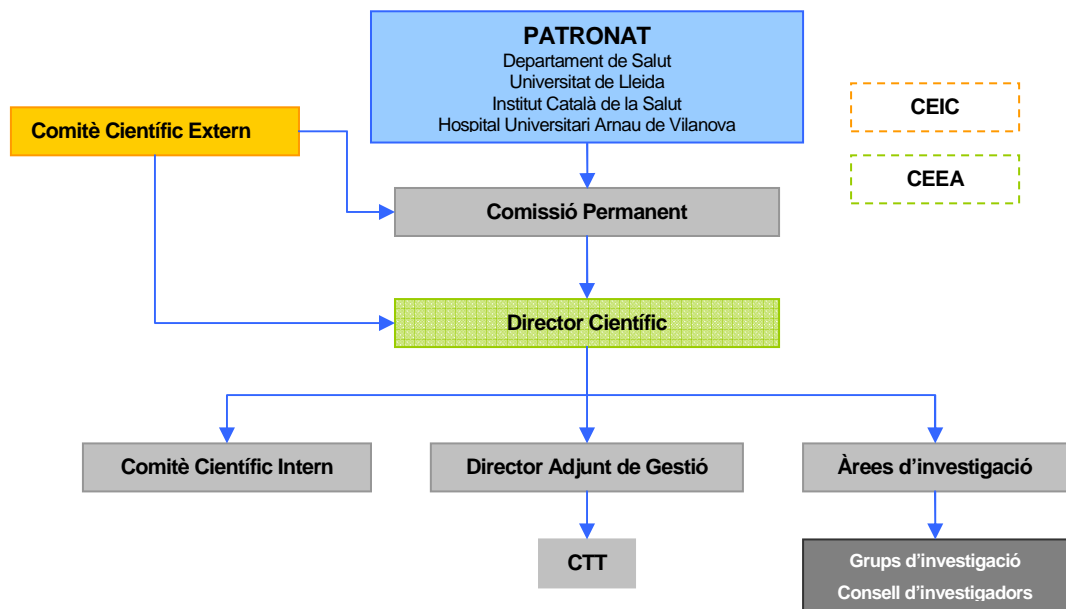 PATRONAT
Departament de Salut
Universitat de Lleida
Institut Català de la Salut
Hospital Universitari Arnau de Vilanova
CEIC
Comitè Científic Extern
CEEA
Comissió Permanent
Director Científic
Comitè Científic Intern
Director Adjunt de Gestió
Àrees d’investigació
CTT
Grups d’investigació
Consell d’investigadors